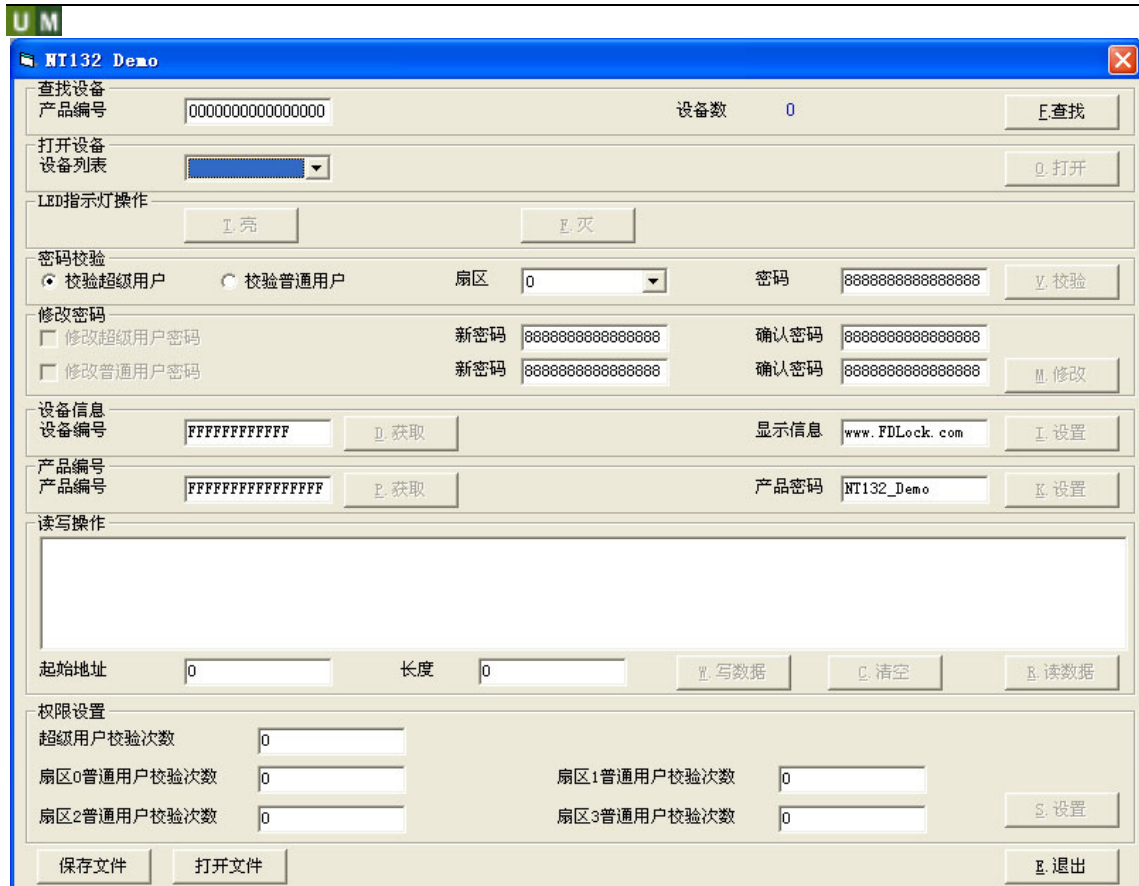 U M
NT132 Demo
查找设备
产品编号 0000000000000000 设备数 0 F.查找
打开设备
设备列表 O.打开
LED指示灯操作
T.亮 F.灭
密码校验
校验超级用户 校验普通用户 扇区 0 密码 8888888888888888 V.校验
修改密码
修改超级用户密码 新密码 8888888888888888 确认密码 8888888888888888
修改普通用户密码 新密码 8888888888888888 确认密码 8888888888888888 M.修改
设备信息
设备编号 FFFFFFFFFFFF D.获取 显示信息 www.FDLock.com I.设置
产品编号
产品编号 FFFFFFFFFFFFFFFF P.获取 产品密码 NT132_Demo K.设置
读写操作
起始地址 0 长度 0 W.写数据 C.清空 R.读数据
权限设置
超级用户校验次数 0
扇区0普通用户校验次数 0 扇区1普通用户校验次数 0
扇区2普通用户校验次数 0 扇区3普通用户校验次数 0 S.设置
保存文件 打开文件 E.退出